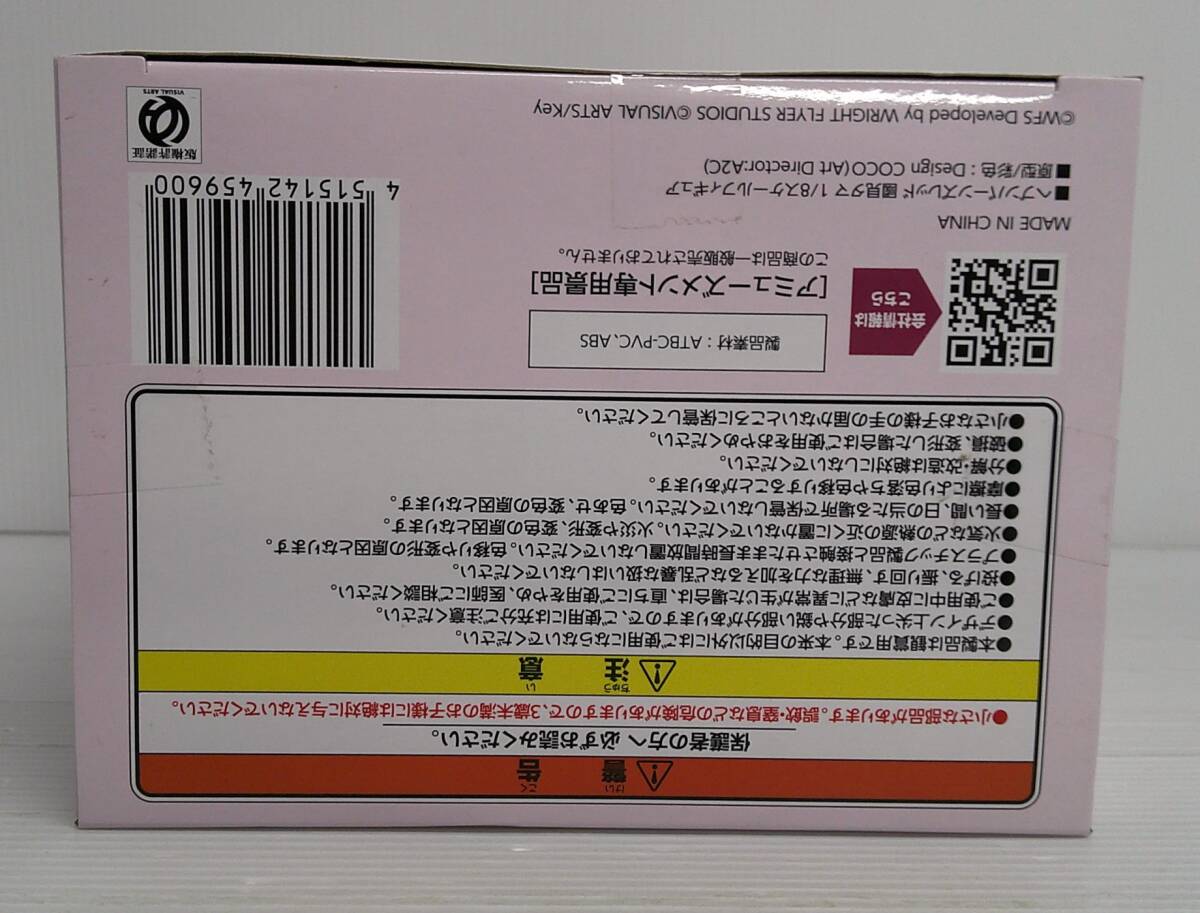 けい こく
警 告
保護者の方へ 必ずお読みください。
●小さな部品があります。誤飲・窒息などの危険がありますので、3歳未満のお子様には絶対に与えないでください。
ちゅう い
注 意
●本製品は観賞用です。本来の目的以外にはご使用にならないでください。
●デザイン上尖った部分や鋭い部分がありますので、ご使用には充分ご注意ください。
●ご使用中に皮膚などに異常が生じた場合は、直ちにご使用をやめ、医師にご相談ください。
●投げる、振り回す、無理な力を加えるなど乱暴な扱いはしないでください。
●プラスチック製品と接触させたまま長時間放置しないでください。色移りや変形の原因となります。
●火気などの熱源の近くに置かないでください。火災や変形、変色の原因となります。
●長い間、日の当たる場所で保管しないでください。色あせ、変色の原因となります。
●摩擦により色落ちや色移りすることがあります。
●分解・改造は絶対にしないでください。
●破損、変形した場合はご使用をおやめください。
●小さなお子様の手の届かないところに保管してください。
会社情報は
こちら
製品素材：ATBC-PVC, ABS
[アミューズメント専用景品]
この商品は一般販売されておりません。
MADE IN CHINA
■ヘブンバーンズレッド 國見タマ 1/8スケールフィギュア
■原型/彩色：Design COCO(Art Director:A2C)
©WFS Developed by WRIGHT FLYER STUDIOS ©VISUAL ARTS/Key
4 515142 459600
版権許諾証
VISUAL ARTS